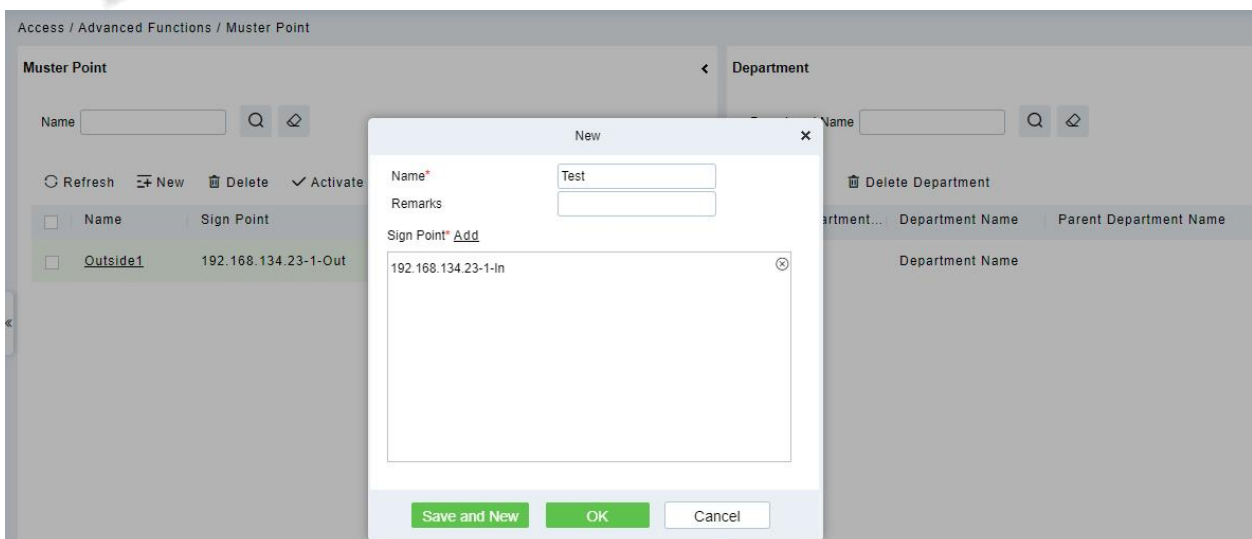 Access / Advanced Functions / Muster Point
Muster Point
Department
Name
Name
New
Refresh New Delete Activate
Delete Department
Name Sign Point
artment... Department Name Parent Department Name
Outside1 192.168.134.23-1-Out
Department Name
Name* Test
Remarks
Sign Point* Add
192.168.134.23-1-In
Save and New OK Cancel